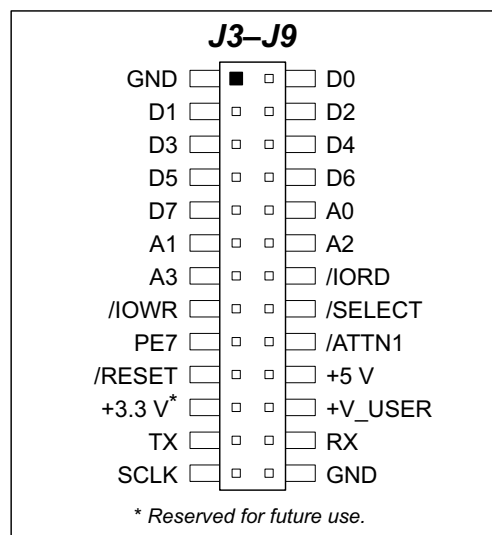 J3–J9
GND D0
D1 D2
D3 D4
D5 D6
D7 A0
A1 A2
A3 /IORD
/IOWR /SELECT
PE7 /ATTN1
/RESET +5 V
+3.3 V* +V_USER
TX RX
SCLK GND
* Reserved for future use.